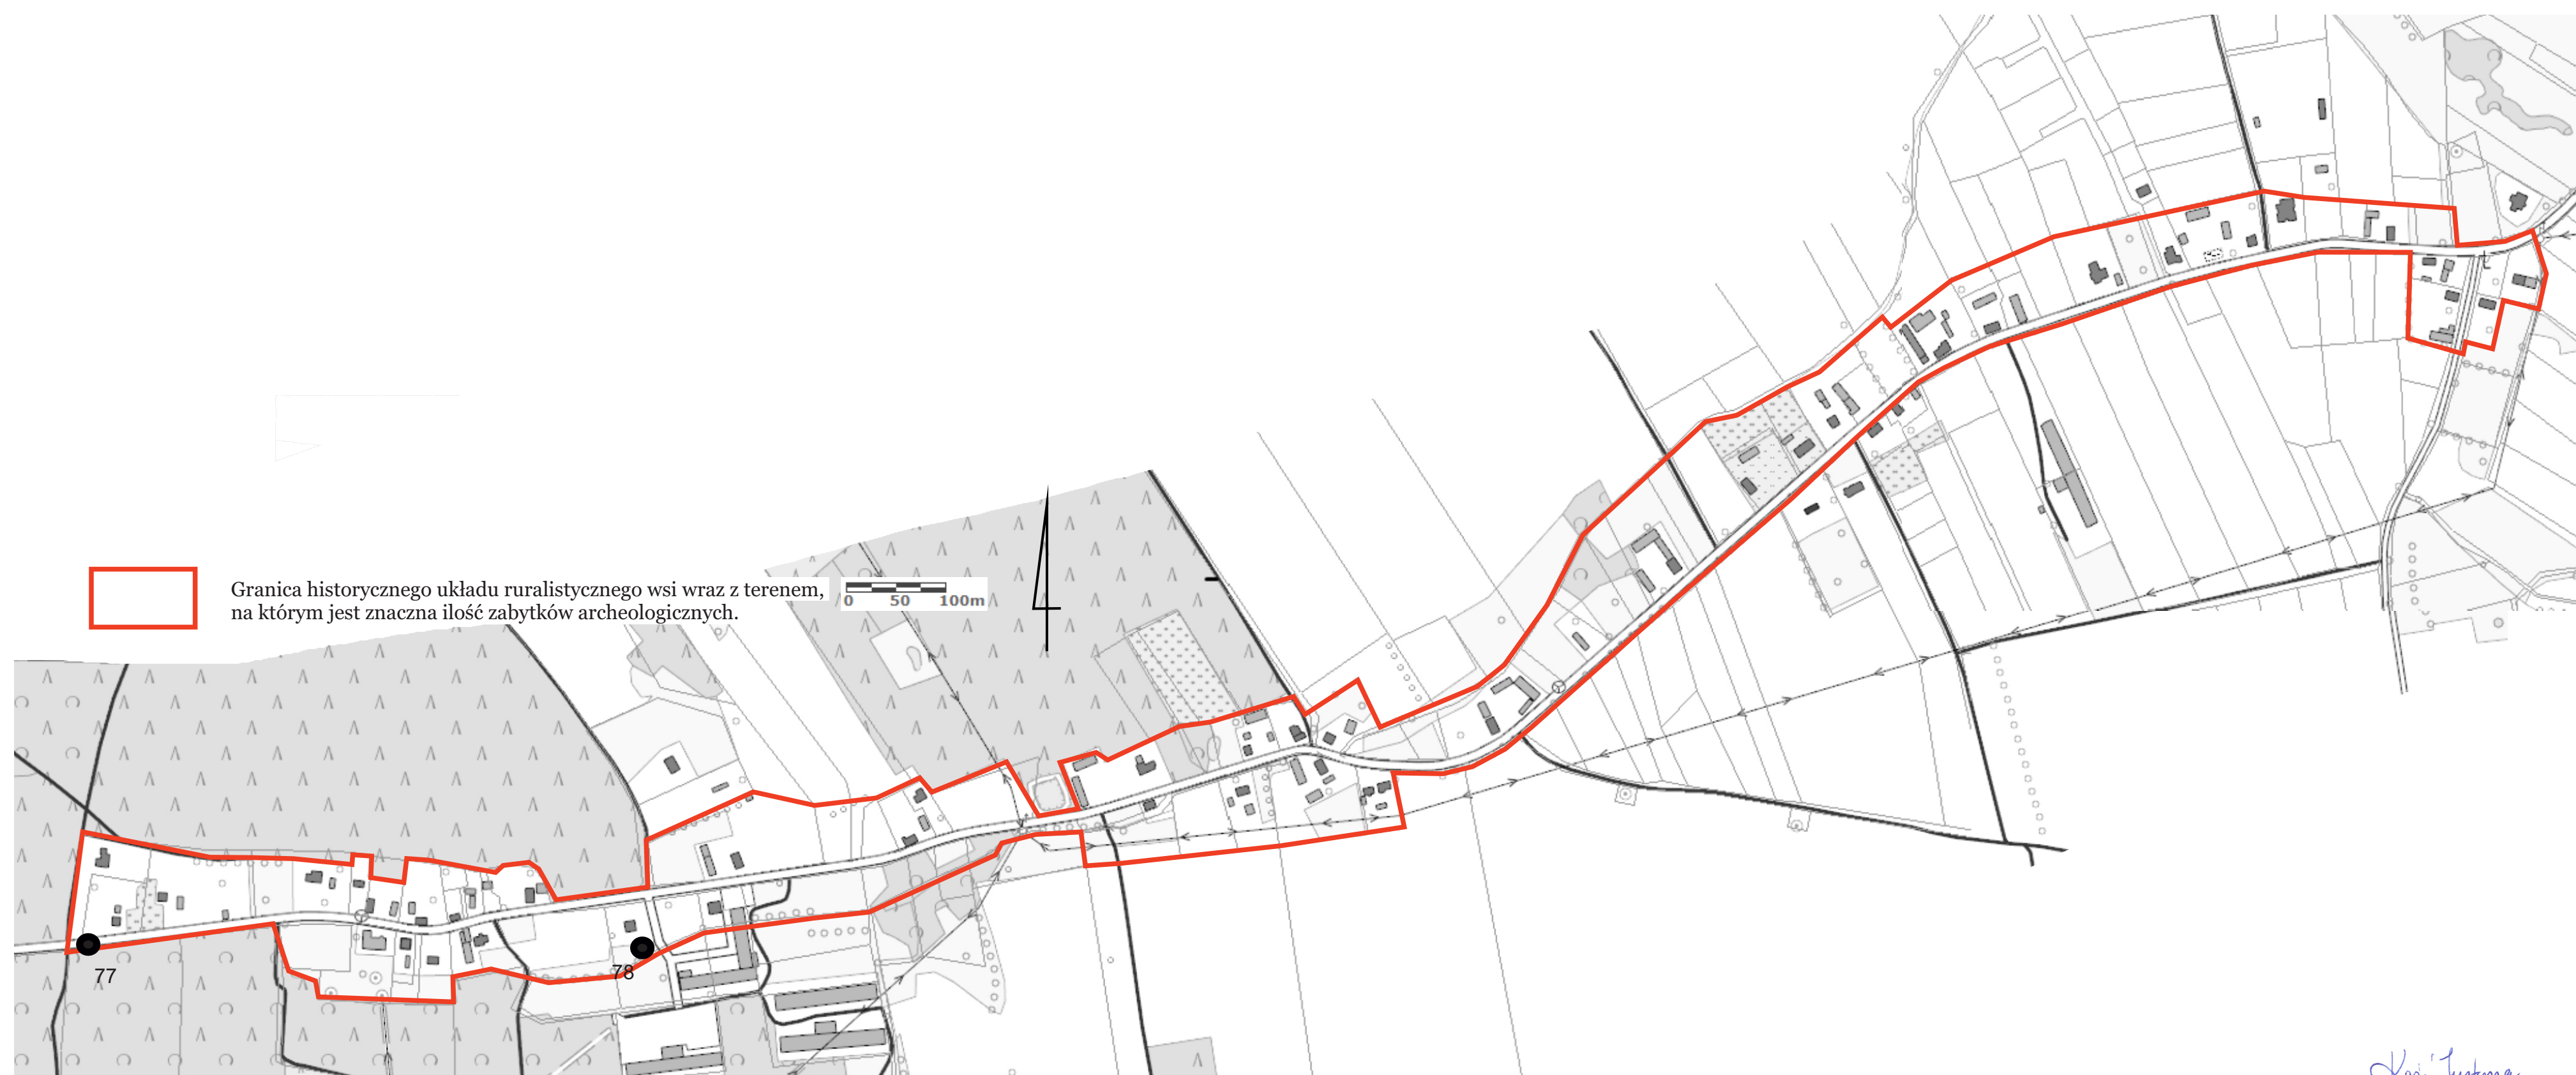 Granica historycznego układu ruralistycznego wsi wraz z terenem,
na którym jest znaczna ilość zabytków archeologicznych.
0 50 100m
77
78